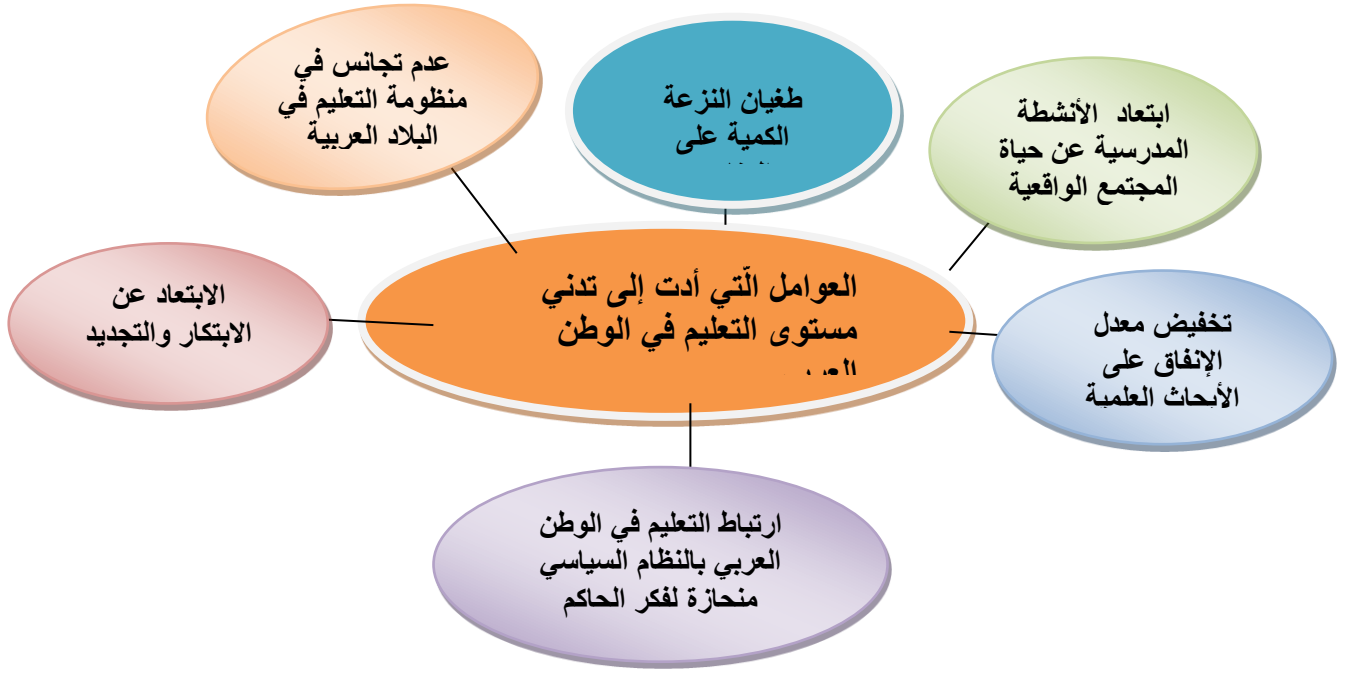 عدم تجانس في
منظومة التعليم في
البلاد العربية
طغيان النزعة
الكمية على
ابتعاد الأنشطة
المدرسية عن حياة
المجتمع الواقعية
الابتعاد عن
الابتكار والتجديد
العوامل الّتي أدت إلى تدني
مستوى التعليم في الوطن
تخفيض معدل
الإنفاق على
الأبحاث العلمية
ارتباط التعليم في الوطن
العربي بالنظام السياسي
منحازة لفكر الحاكم